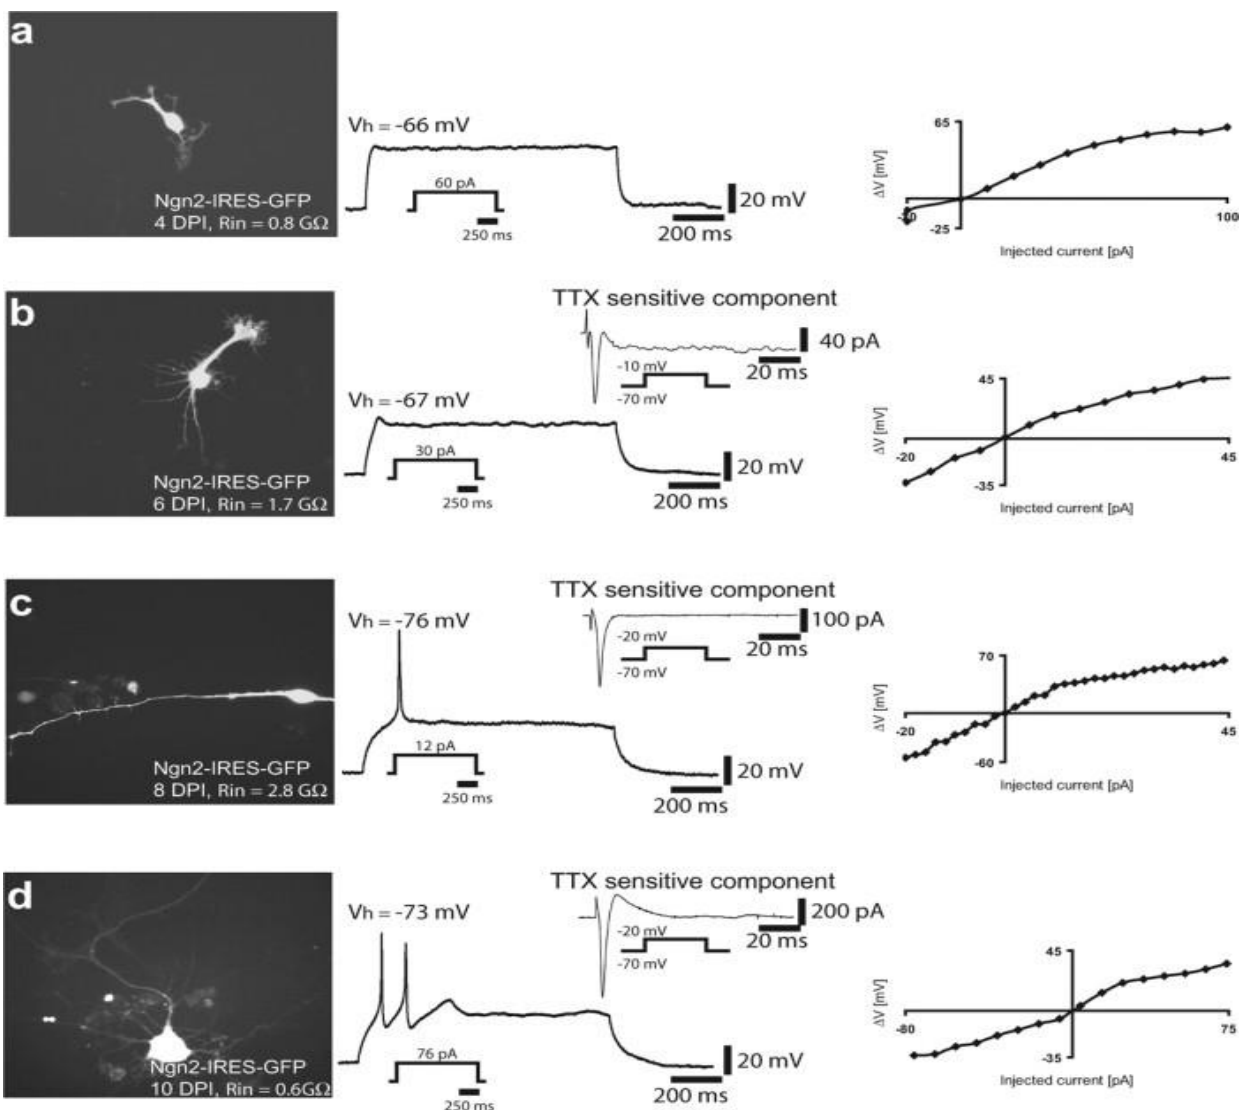 a
Ngn2-IRES-GFP
4 DPI, Rin = 0.8 GΩ
Vh = -66 mV
60 pA
250 ms
20 mV
200 ms
ΔV [mV]
65
-25
100
Injected current [pA]
b
Ngn2-IRES-GFP
6 DPI, Rin = 1.7 GΩ
TTX sensitive component
40 pA
20 ms
-10 mV
-70 mV
Vh = -67 mV
30 pA
250 ms
20 mV
200 ms
ΔV [mV]
45
-20
45
-35
Injected current [pA]
c
Ngn2-IRES-GFP
8 DPI, Rin = 2.8 GΩ
TTX sensitive component
100 pA
20 ms
-20 mV
-70 mV
Vh = -76 mV
12 pA
250 ms
20 mV
200 ms
ΔV [mV]
70
-20
45
-60
Injected current [pA]
d
Ngn2-IRES-GFP
10 DPI, Rin = 0.6GΩ
TTX sensitive component
200 pA
20 ms
-20 mV
-70 mV
Vh = -73 mV
76 pA
250 ms
20 mV
200 ms
ΔV [mV]
45
-80
75
-35
Injected current [pA]